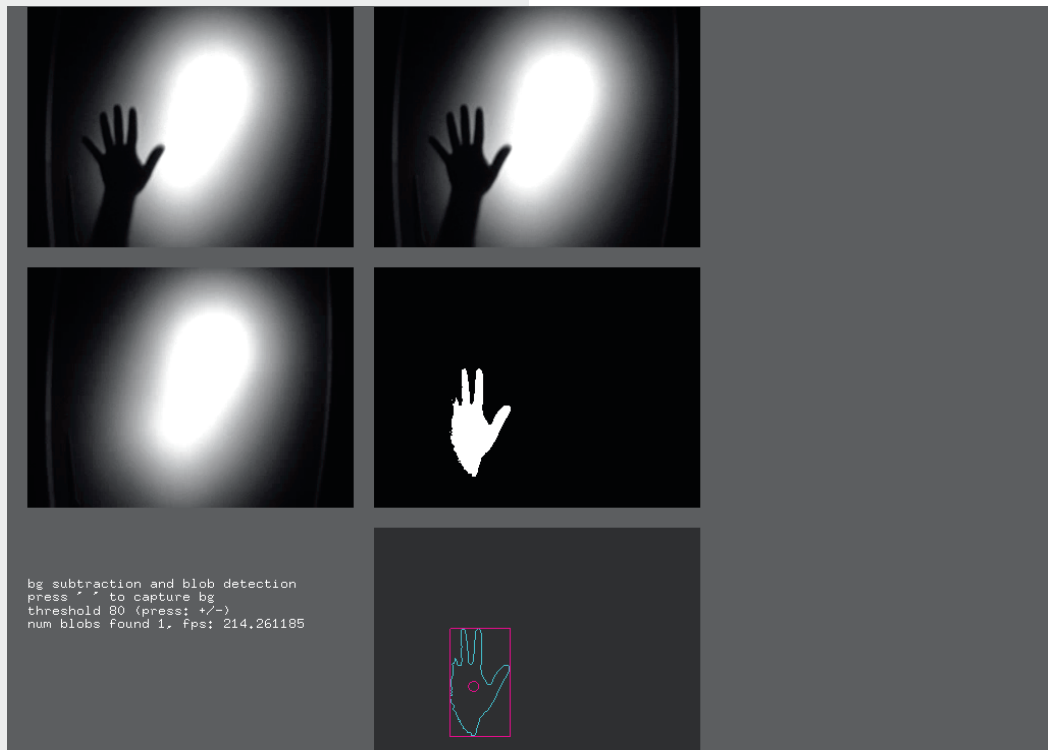 bg subtraction and blob detection
press ' ' to capture bg
threshold 80 (press: +/-)
num blobs found 1, fps: 214.261185